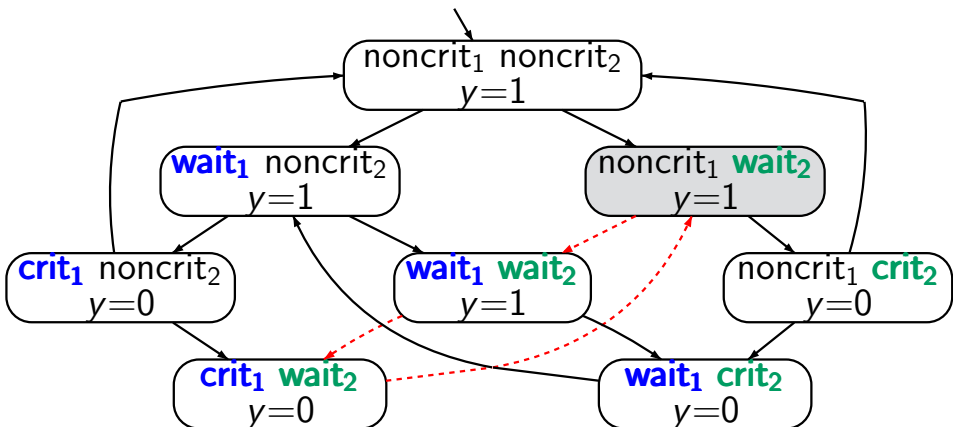 noncrit₁ noncrit₂
y=1
wait₁ noncrit₂
y=1
noncrit₁ wait₂
y=1
crit₁ noncrit₂
y=0
wait₁ wait₂
y=1
noncrit₁ crit₂
y=0
crit₁ wait₂
y=0
wait₁ crit₂
y=0